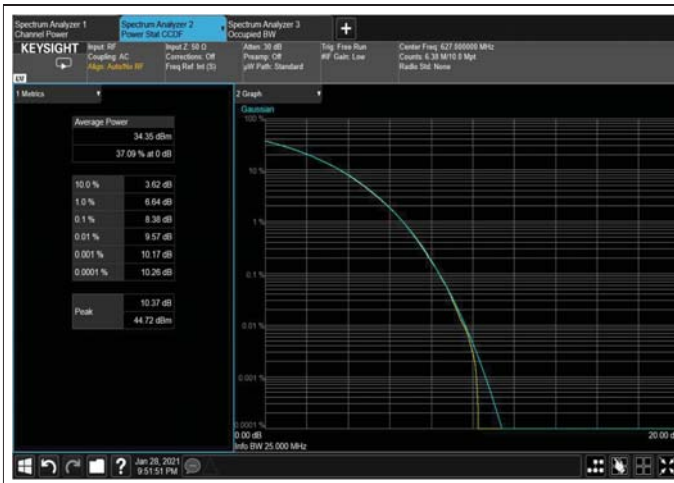 Spectrum Analyzer 1
Channel Power
Spectrum Analyzer 2
Power Stat CCDF
Spectrum Analyzer 3
Occupied BW
+
KEYSIGHT
Input: RF
Coupling: AC
Align: Auto/No RF
Input Z: 50 Ω
Corrections: Off
Freq Ref: Int (S)
Atten: 30 dB
Preamp: Off
µW Path: Standard
Trig: Free Run
#IF Gain: Low
Center Freq: 627.000000 MHz
Counts: 6.30 M/10.0 Mpt
Radio Std: None
1 Metrics
Average Power
34.35 dBm
37.09 % at 0 dB
10.0 % 3.62 dB
1.0 % 6.64 dB
0.1 % 8.38 dB
0.01 % 9.57 dB
0.001 % 10.17 dB
0.0001 % 10.26 dB
Peak
10.37 dB
44.72 dBm
2 Graph
Gaussian
100 %
10 %
1 %
0.1 %
0.01 %
0.001 %
0.0001 %
0.00 dB
20.00 d
Info BW 25.000 MHz
?
Jan 28, 2021
9:51:51 PM